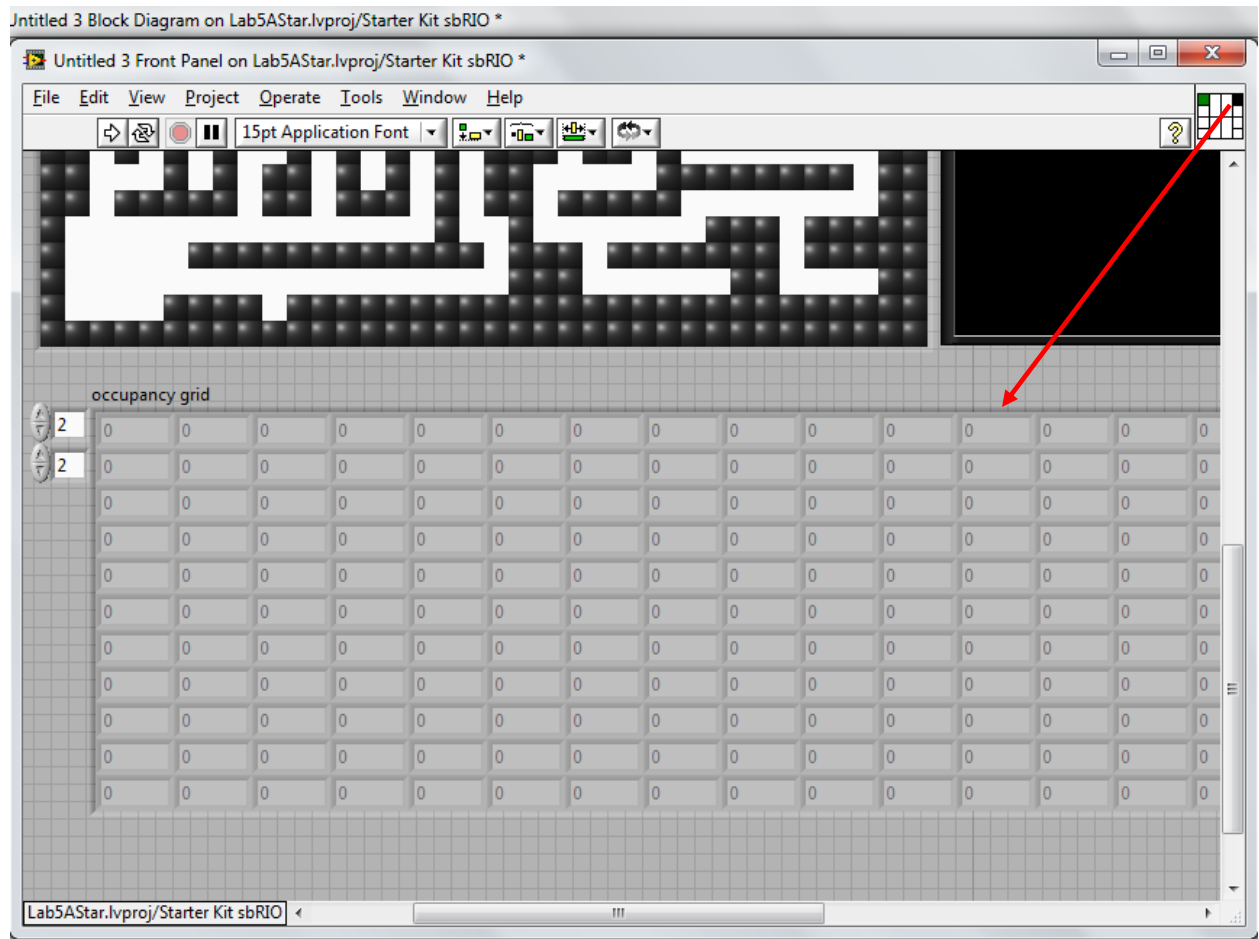 Untitled 3 Block Diagram on Lab5AStar.lvproj/Starter Kit sbRIO *
Untitled 3 Front Panel on Lab5AStar.lvproj/Starter Kit sbRIO *
File Edit View Project Operate Tools Window Help
15pt Application Font
occupancy grid
2 0 0 0 0 0 0 0 0 0 0 0 0 0 0 0
2 0 0 0 0 0 0 0 0 0 0 0 0 0 0 0
0 0 0 0 0 0 0 0 0 0 0 0 0 0 0
0 0 0 0 0 0 0 0 0 0 0 0 0 0 0
0 0 0 0 0 0 0 0 0 0 0 0 0 0 0
0 0 0 0 0 0 0 0 0 0 0 0 0 0 0
0 0 0 0 0 0 0 0 0 0 0 0 0 0 0
0 0 0 0 0 0 0 0 0 0 0 0 0 0 0
0 0 0 0 0 0 0 0 0 0 0 0 0 0 0
0 0 0 0 0 0 0 0 0 0 0 0 0 0 0
0 0 0 0 0 0 0 0 0 0 0 0 0 0 0
Lab5AStar.lvproj/Starter Kit sbRIO